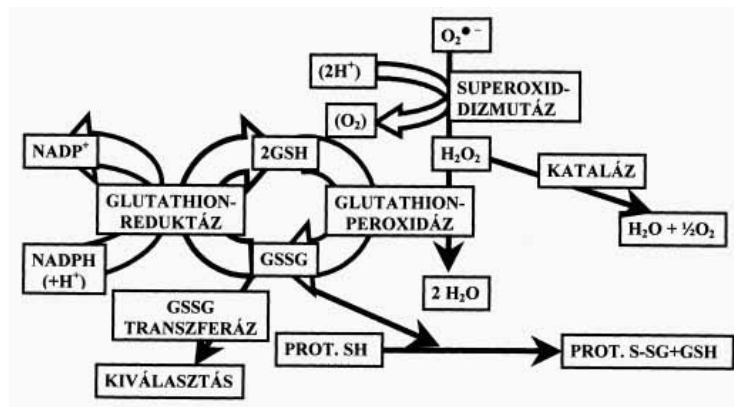 O₂●⁻
(2H⁺)
SUPEROXID-
DIZMUTÁZ
(O₂)
NADP⁺
2GSH
H₂O₂
KATALÁZ
GLUTATHION-
REDUKTÁZ
GLUTATHION-
PEROXIDÁZ
H₂O + ½O₂
NADPH
(+H⁺)
GSSG
2 H₂O
GSSG
TRANSZFERÁZ
PROT. SH
PROT. S-SG+GSH
KIVÁLASZTÁS